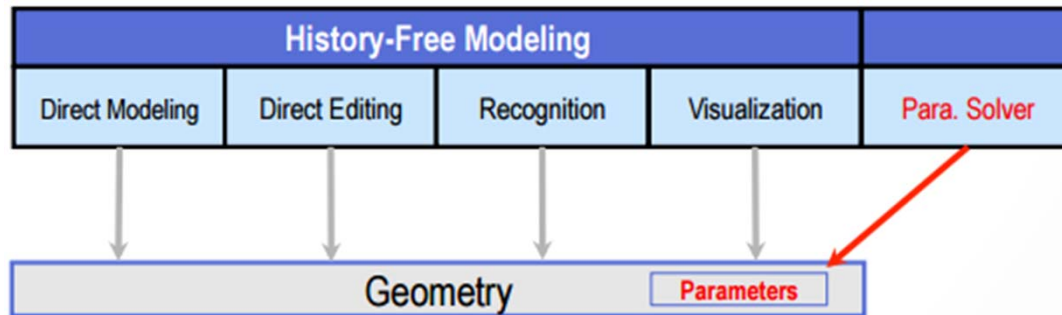 History-Free Modeling
Direct Modeling
Direct Editing
Recognition
Visualization
Para. Solver
Geometry
Parameters